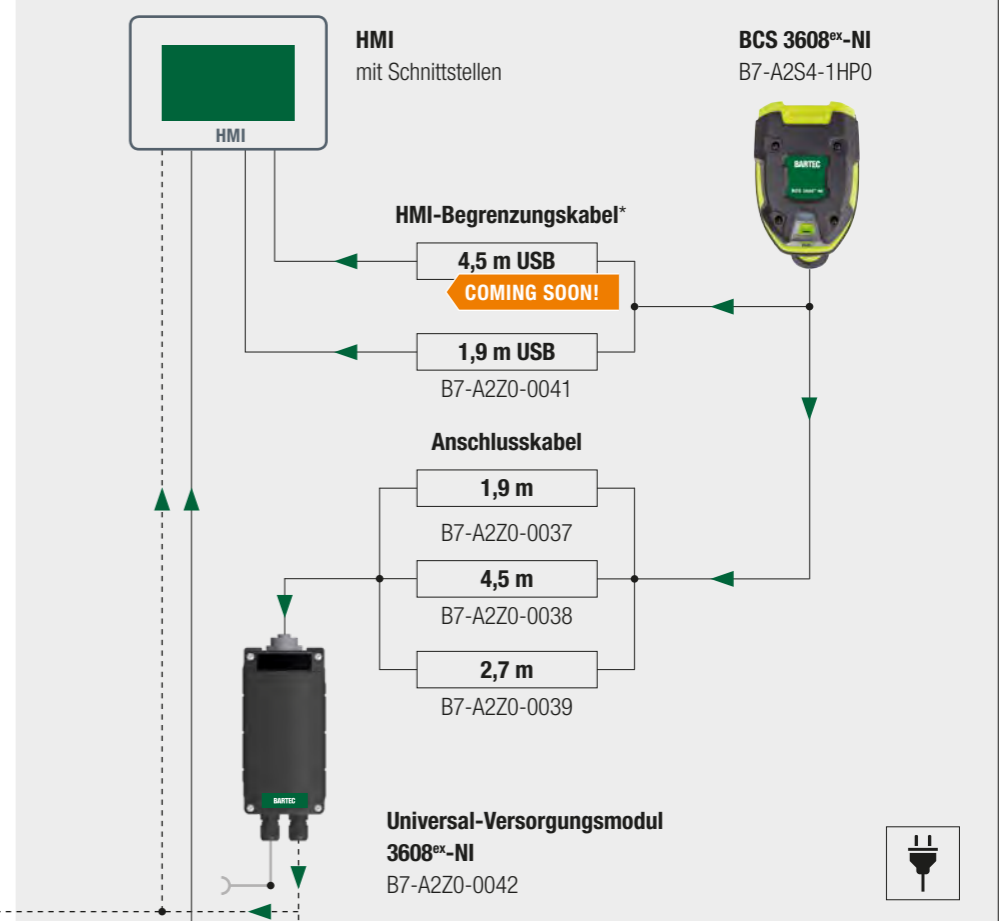 HMI
mit Schnittstellen
BCS 3608ex-NI
B7-A2S4-1HP0
HMI
BARTEC
HMI-Begrenzungskabel*
4,5 m USB
COMING SOON!
1,9 m USB
B7-A2Z0-0041
Anschlusskabel
1,9 m
B7-A2Z0-0037
4,5 m
B7-A2Z0-0038
2,7 m
B7-A2Z0-0039
BARTEC
Universal-Versorgungsmodul
3608ex-NI
B7-A2Z0-0042